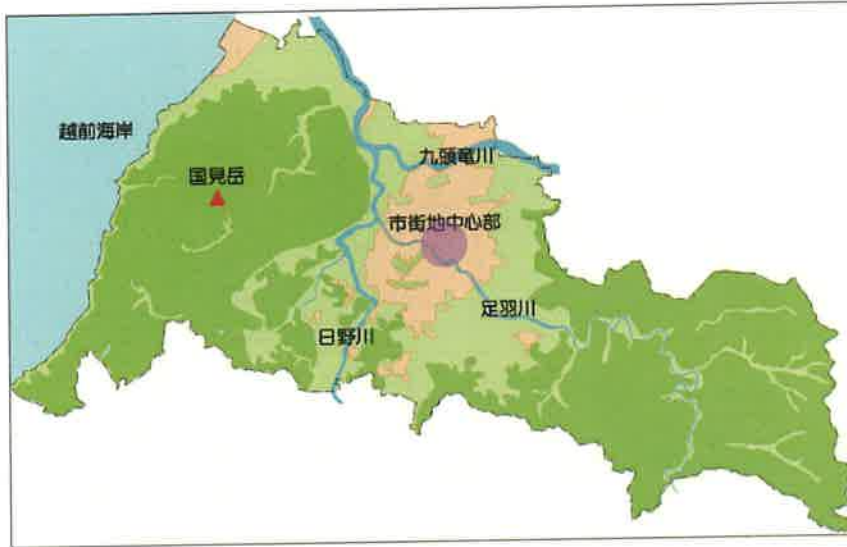 越前海岸
国見岳
九頭竜川
市街地中心部
足羽川
日野川